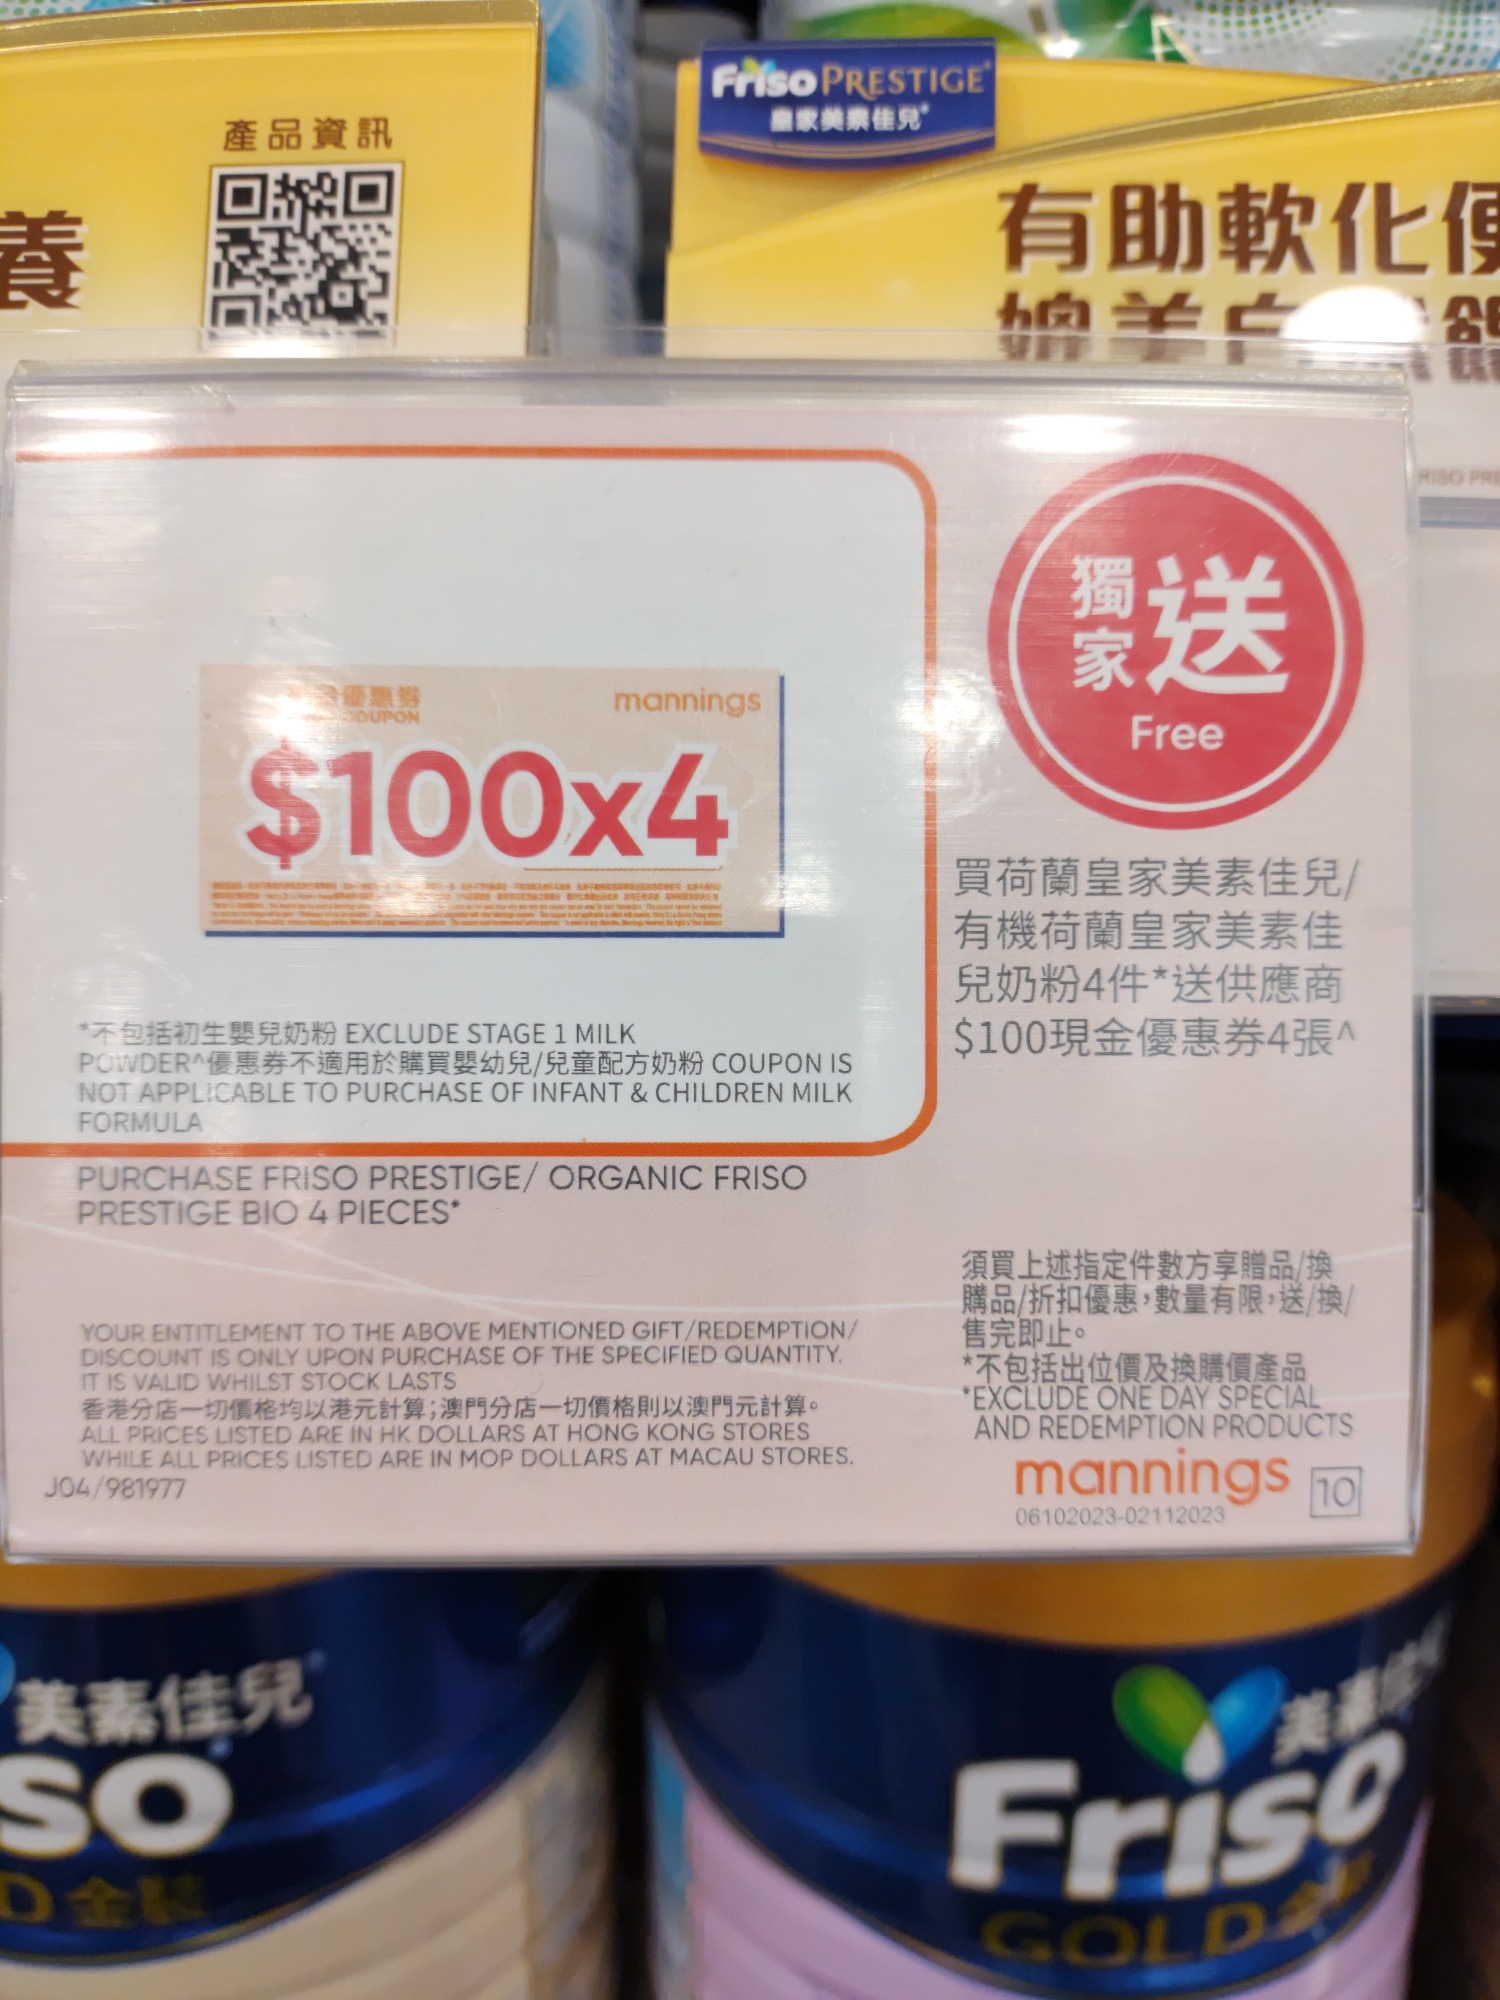 產品資訊
養
Friso PRESTIGE
皇家美素佳兒
有助軟化便
RISO PRE
優惠券
COUPON
mannings
$100x4
獨家送
Free
買荷蘭皇家美素佳兒/
有機荷蘭皇家美素佳
兒奶粉4件*送供應商
$100現金優惠券4張^
*不包括初生嬰兒奶粉 EXCLUDE STAGE 1 MILK
POWDER^優惠券不適用於購買嬰幼兒/兒童配方奶粉 COUPON IS
NOT APPLICABLE TO PURCHASE OF INFANT & CHILDREN MILK
FORMULA
PURCHASE FRISO PRESTIGE/ ORGANIC FRISO
PRESTIGE BIO 4 PIECES*
YOUR ENTITLEMENT TO THE ABOVE MENTIONED GIFT/REDEMPTION/
DISCOUNT IS ONLY UPON PURCHASE OF THE SPECIFIED QUANTITY.
IT IS VALID WHILST STOCK LASTS
香港分店一切價格均以港元計算；澳門分店一切價格則以澳門元計算。
ALL PRICES LISTED ARE IN HK DOLLARS AT HONG KONG STORES
WHILE ALL PRICES LISTED ARE IN MOP DOLLARS AT MACAU STORES.
J04/981977
須買上述指定件數方享贈品/換
購品/折扣優惠，數量有限，送/換/
售完即止。
*不包括出位價及換購價產品
*EXCLUDE ONE DAY SPECIAL
AND REDEMPTION PRODUCTS
mannings 10
06102023-02112023
美素佳兒
so
D 金裝
美素佳
Friso
GOLD 金